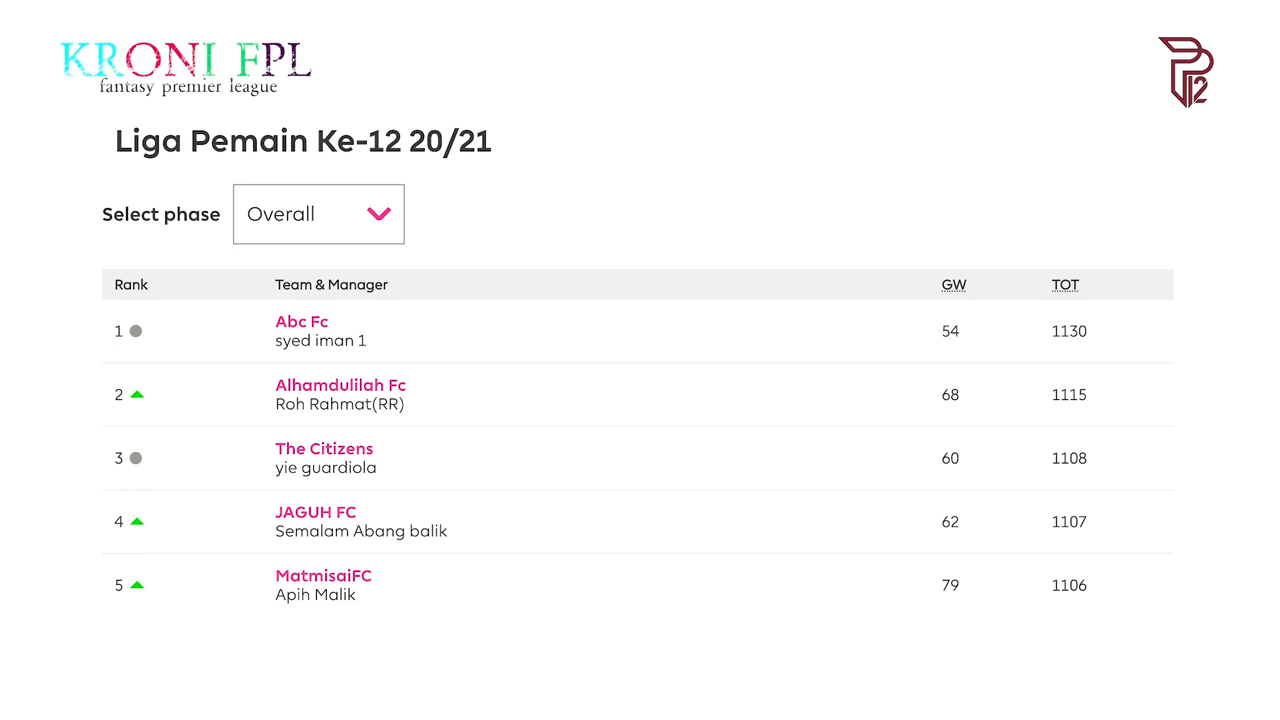 KRONI FPL
fantasy premier league
P12
Liga Pemain Ke-12 20/21
Select phase Overall
Rank Team & Manager GW TOT
1 Abc Fc 54 1130
syed iman 1
2 Alhamdulilah Fc 68 1115
Roh Rahmat(RR)
3 The Citizens 60 1108
yie guardiola
4 JAGUH FC 62 1107
Semalam Abang balik
5 MatmisaiFC 79 1106
Apih Malik